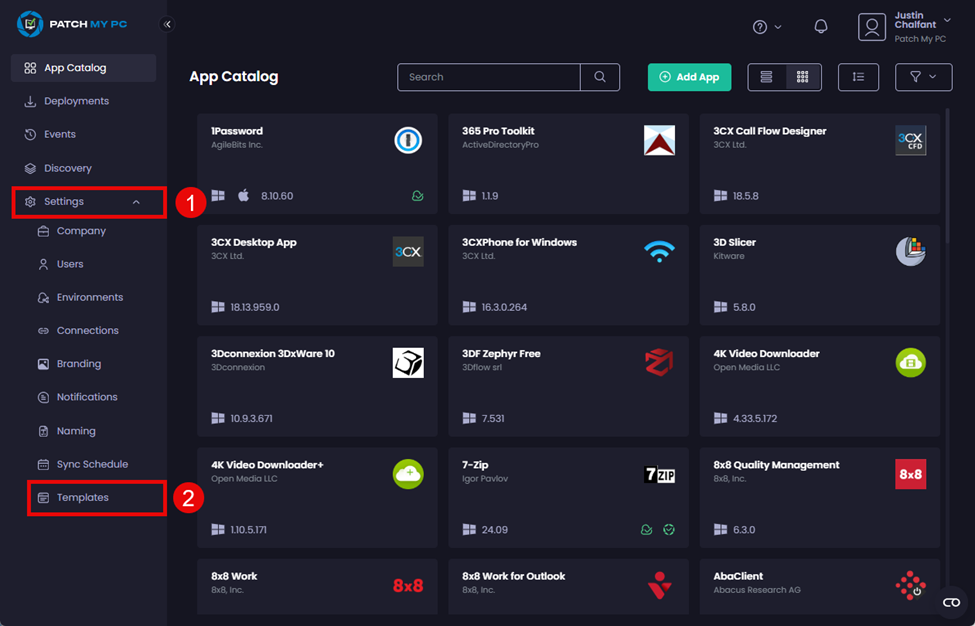 PATCH MY PC
Justin
Chalfant
Patch My PC
App Catalog
Deployments
Events
Discovery
Settings
1
Company
Users
Environments
Connections
Branding
Notifications
Naming
Sync Schedule
Templates
2
App Catalog
Search
Add App
1Password
AgileBits Inc.
8.10.60
365 Pro Toolkit
ActiveDirectoryPro
1.1.9
3CX Call Flow Designer
3CX Ltd.
3CX
CFD
18.5.8
3CX Desktop App
3CX Ltd.
3CX
18.13.959.0
3CXPhone for Windows
3CX Ltd.
16.3.0.264
3D Slicer
Kitware
5.8.0
3Dconnexion 3DxWare 10
3Dconnexion
10.9.3.671
3DF Zephyr Free
3Dflow srl
7.531
4K Video Downloader
Open Media LLC
4.33.5.172
4K Video Downloader+
Open Media LLC
1.10.5.171
7-Zip
Igor Pavlov
7ZIP
24.09
8x8 Quality Management
8x8, Inc.
8x8
6.3.0
8x8 Work
8x8, Inc.
8x8
8x8 Work for Outlook
8x8, Inc.
AbaClient
Abacus Research AG